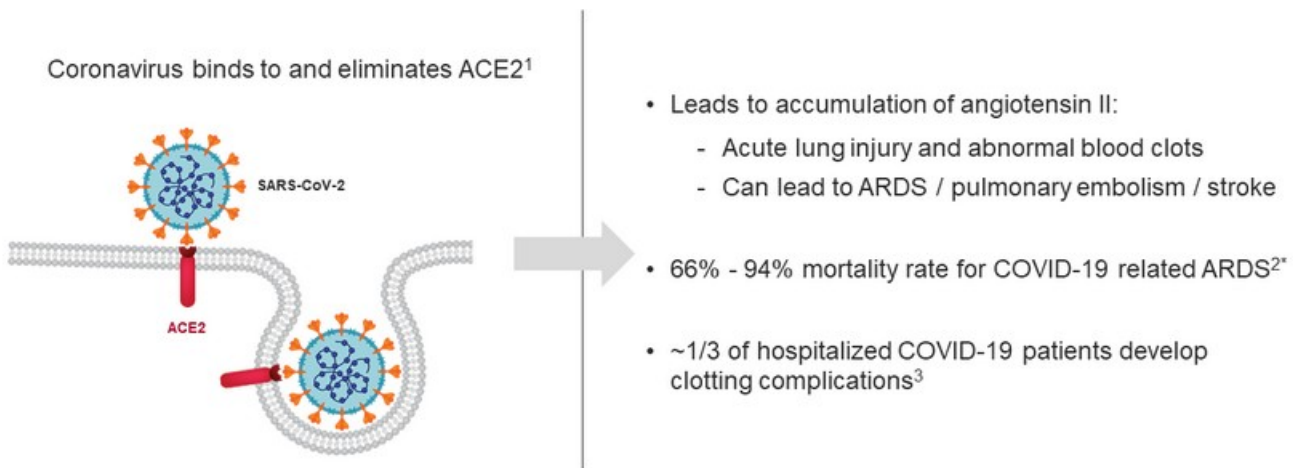 Coronavirus binds to and eliminates ACE2¹
SARS-CoV-2
ACE2
• Leads to accumulation of angiotensin II:
- Acute lung injury and abnormal blood clots
- Can lead to ARDS / pulmonary embolism / stroke
• 66% - 94% mortality rate for COVID-19 related ARDS²*
• ~1/3 of hospitalized COVID-19 patients develop
clotting complications³